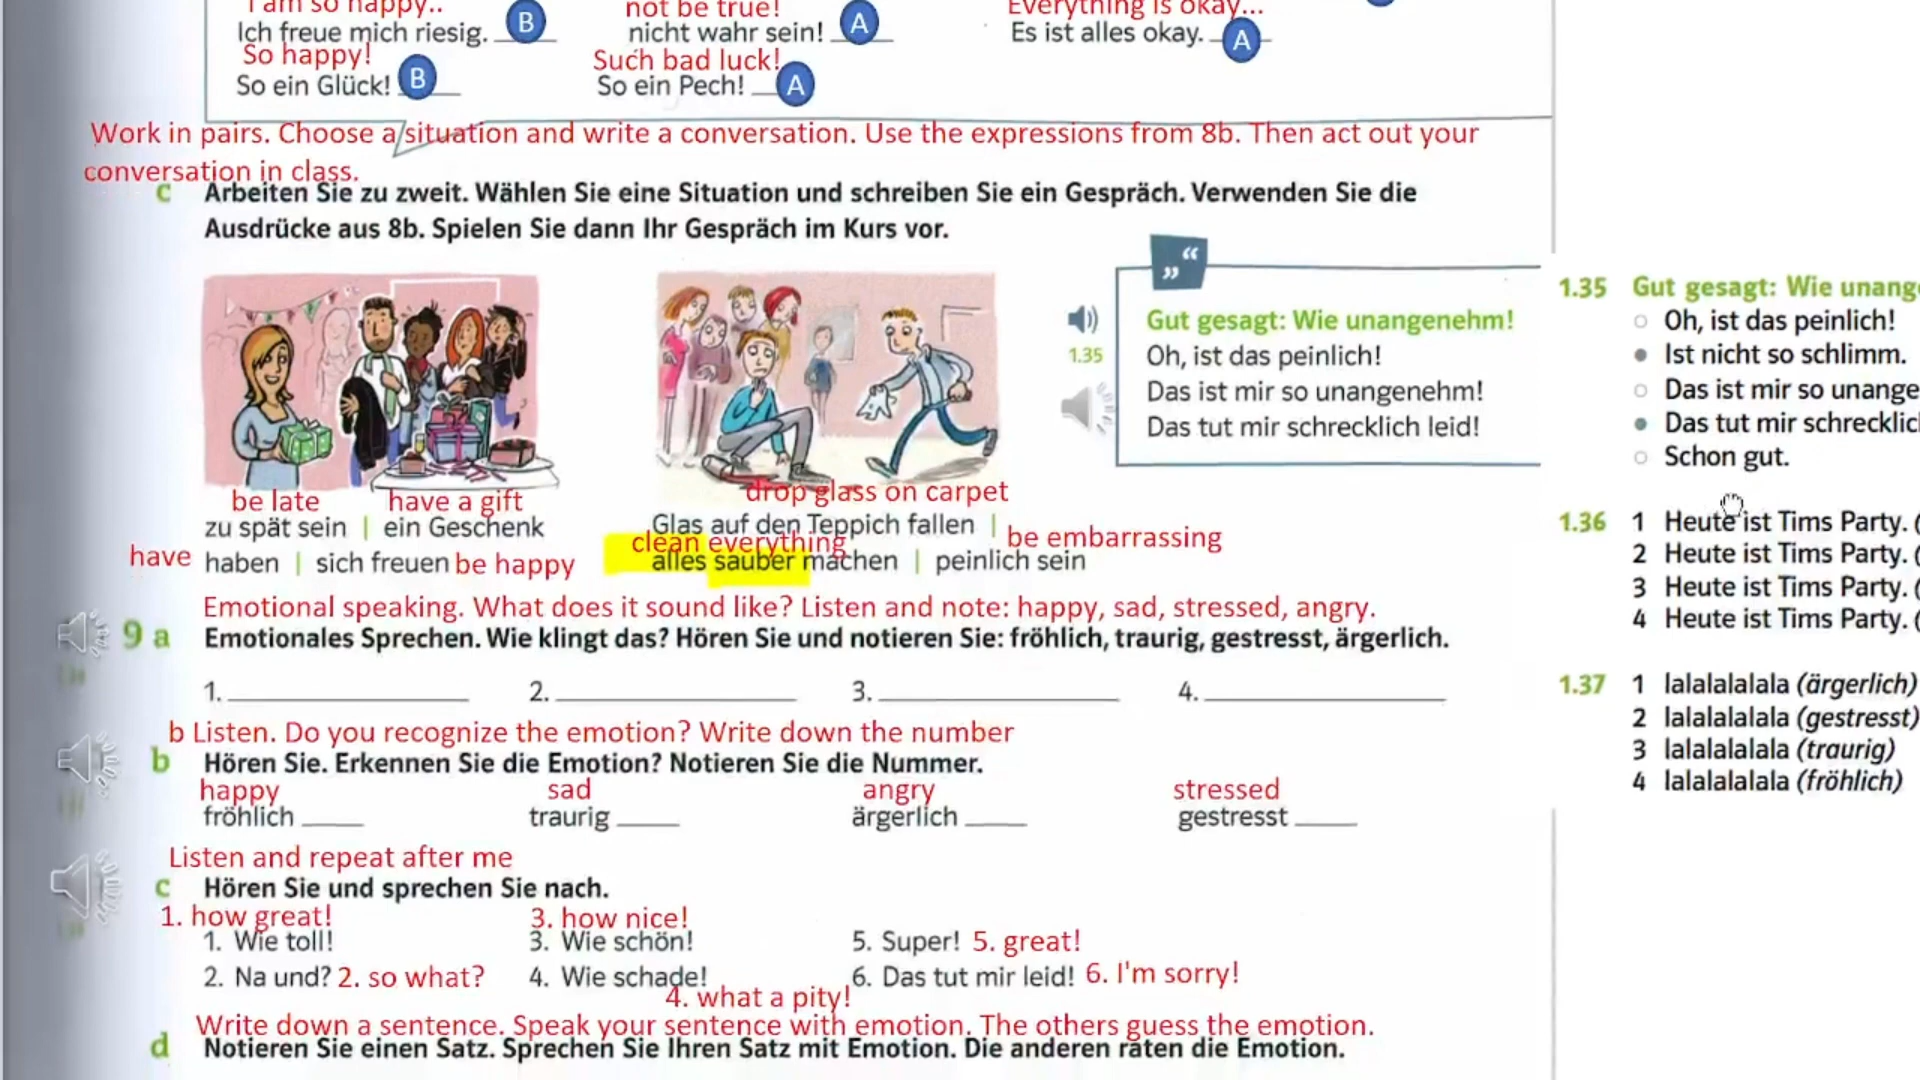 I am so happy..
not be true!
Everything is okay...
Ich freue mich riesig. B
nicht wahr sein! A
Es ist alles okay. A
So happy!
Such bad luck!
So ein Glück! B
So ein Pech! A
Work in pairs. Choose a situation and write a conversation. Use the expressions from 8b. Then act out your
conversation in class.
c Arbeiten Sie zu zweit. Wählen Sie eine Situation und schreiben Sie ein Gespräch. Verwenden Sie die
Ausdrücke aus 8b. Spielen Sie dann Ihr Gespräch im Kurs vor.
Gut gesagt: Wie unangenehm!
1.35
Oh, ist das peinlich!
Das ist mir so unangenehm!
Das tut mir schrecklich leid!
be late have a gift
zu spät sein | ein Geschenk
have haben | sich freuen be happy
drop glass on carpet
Glas auf den Teppich fallen |
clean everything
be embarrassing
alles sauber machen | peinlich sein
Emotional speaking. What does it sound like? Listen and note: happy, sad, stressed, angry.
9 a Emotionales Sprechen. Wie klingt das? Hören Sie und notieren Sie: fröhlich, traurig, gestresst, ärgerlich.
1. 2. 3. 4.
b Listen. Do you recognize the emotion? Write down the number
b Hören Sie. Erkennen Sie die Emotion? Notieren Sie die Nummer.
happy sad angry stressed
fröhlich traurig ärgerlich gestresst
Listen and repeat after me
c Hören Sie und sprechen Sie nach.
1. how great! 3. how nice!
1. Wie toll! 3. Wie schön! 5. Super! 5. great!
2. Na und? 2. so what? 4. Wie schade! 6. Das tut mir leid! 6. I'm sorry!
4. what a pity!
Write down a sentence. Speak your sentence with emotion. The others guess the emotion.
d Notieren Sie einen Satz. Sprechen Sie Ihren Satz mit Emotion. Die anderen raten die Emotion.
1.35 Gut gesagt: Wie unang
Oh, ist das peinlich!
Ist nicht so schlimm.
Das ist mir so unange
Das tut mir schrecklic
Schon gut.
1.36 1 Heute ist Tims Party. (
2 Heute ist Tims Party. (
3 Heute ist Tims Party. (
4 Heute ist Tims Party. (
1.37 1 lalalalalala (ärgerlich)
2 lalalalalala (gestresst)
3 lalalalalala (traurig)
4 lalalalalala (fröhlich)